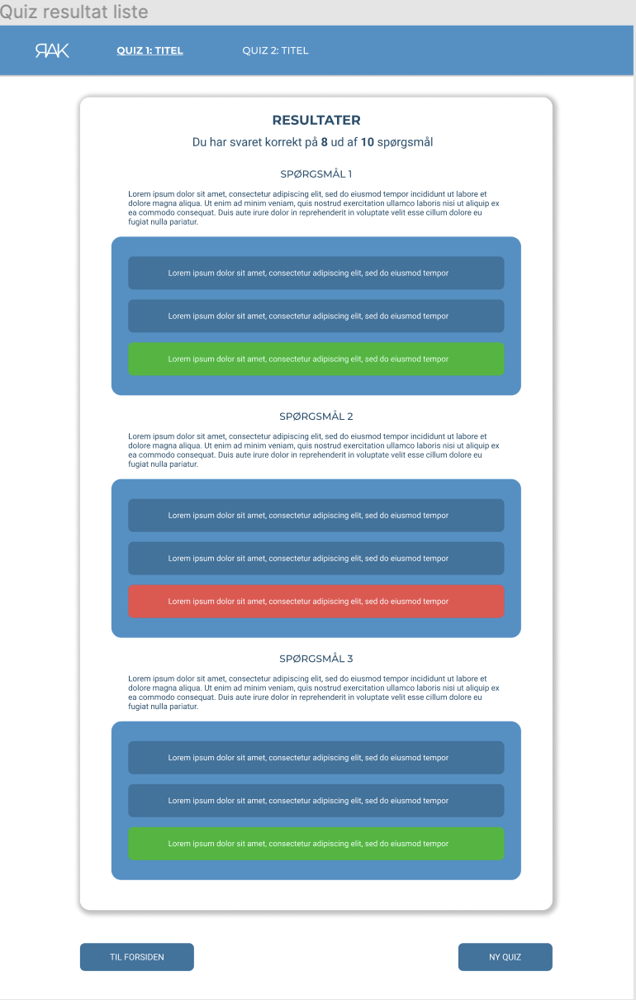 Quiz resultat liste
ЯAK
QUIZ 1: TITEL
QUIZ 2: TITEL
RESULTATER
Du har svaret korrekt på 8 ud af 10 spørgsmål
SPØRGSMÅL 1
Lorem ipsum dolor sit amet, consectetur adipiscing elit, sed do eiusmod tempor incididunt ut labore et
dolore magna aliqua. Ut enim ad minim veniam, quis nostrud exercitation ullamco laboris nisi ut aliquip ex
ea commodo consequat. Duis aute irure dolor in reprehenderit in voluptate velit esse cillum dolore eu
fugiat nulla pariatur.
Lorem ipsum dolor sit amet, consectetur adipiscing elit, sed do eiusmod tempor
Lorem ipsum dolor sit amet, consectetur adipiscing elit, sed do eiusmod tempor
Lorem ipsum dolor sit amet, consectetur adipiscing elit, sed do eiusmod tempor
SPØRGSMÅL 2
Lorem ipsum dolor sit amet, consectetur adipiscing elit, sed do eiusmod tempor incididunt ut labore et
dolore magna aliqua. Ut enim ad minim veniam, quis nostrud exercitation ullamco laboris nisi ut aliquip ex
ea commodo consequat. Duis aute irure dolor in reprehenderit in voluptate velit esse cillum dolore eu
fugiat nulla pariatur.
Lorem ipsum dolor sit amet, consectetur adipiscing elit, sed do eiusmod tempor
Lorem ipsum dolor sit amet, consectetur adipiscing elit, sed do eiusmod tempor
Lorem ipsum dolor sit amet, consectetur adipiscing elit, sed do eiusmod tempor
SPØRGSMÅL 3
Lorem ipsum dolor sit amet, consectetur adipiscing elit, sed do eiusmod tempor incididunt ut labore et
dolore magna aliqua. Ut enim ad minim veniam, quis nostrud exercitation ullamco laboris nisi ut aliquip ex
ea commodo consequat. Duis aute irure dolor in reprehenderit in voluptate velit esse cillum dolore eu
fugiat nulla pariatur.
Lorem ipsum dolor sit amet, consectetur adipiscing elit, sed do eiusmod tempor
Lorem ipsum dolor sit amet, consectetur adipiscing elit, sed do eiusmod tempor
Lorem ipsum dolor sit amet, consectetur adipiscing elit, sed do eiusmod tempor
TIL FORSIDEN
NY QUIZ